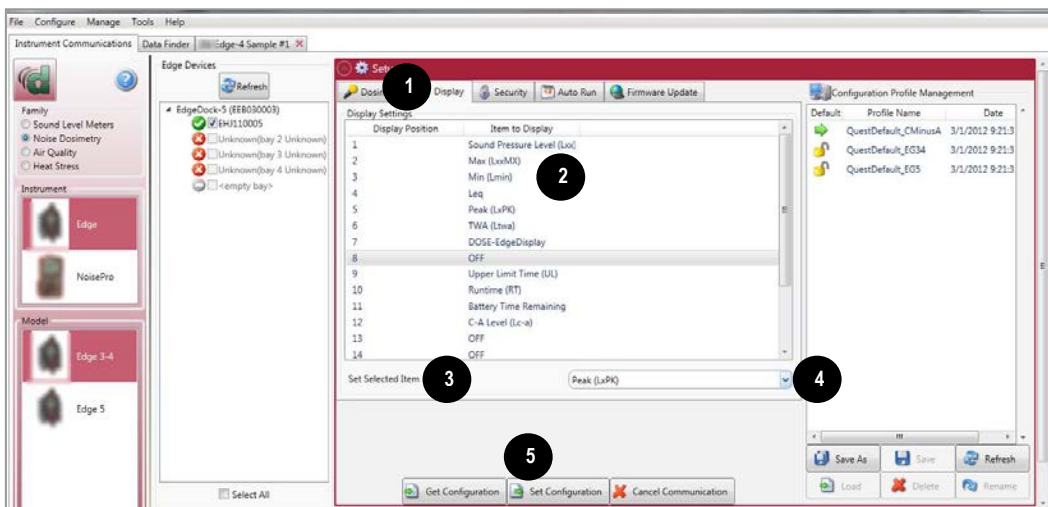 File Configure Manage Tools Help
Instrument Communications Data Finder Edge-4 Sample #1
Family
Sound Level Meters
Noise Dosimetry
Air Quality
Heat Stress
Instrument
Edge
NoisePro
Model
Edge 3-4
Edge 5
Edge Devices
Refresh
EdgeDock-5 (EEB030003)
EHJ110005
Unknown(bay 2 Unknown)
Unknown(bay 3 Unknown)
Unknown(bay 4 Unknown)
<empty bay>
Select All
1
Display Security Auto Run Firmware Update
Display Settings
Display Position Item to Display
1 Sound Pressure Level (Lxx)
2 Max (LxxMX)
3 Min (Lmin)
4 Leq
5 Peak (LxPK)
6 TWA (Ltwa)
7 DOSE-EdgeDisplay
8 OFF
9 Upper Limit Time (UL)
10 Runtime (RT)
11 Battery Time Remaining
12 C-A Level (Lc-a)
13 OFF
14 OFF
2
Set Selected Item 3 Peak (LxPK) 4
5
Get Configuration Set Configuration Cancel Communication
Configuration Profile Management
Default Profile Name Date
QuestDefault_CMinusA 3/1/2012 9:21:3
QuestDefault_EG34 3/1/2012 9:21:3
QuestDefault_EG5 3/1/2012 9:21:3
Save As Save Refresh
Load Delete Rename